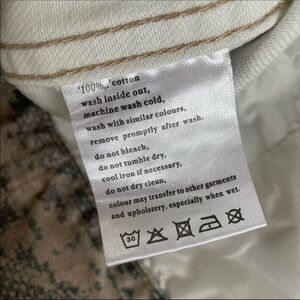 100% cotton
wash inside out,
machine wash cold,
wash with similar colours,
remove promptly after wash.
do not bleach,
do not tumble dry,
cool iron if necessary,
do not dry clean,
colour may transfer to other garments
and upholstery, especially when wet.
30